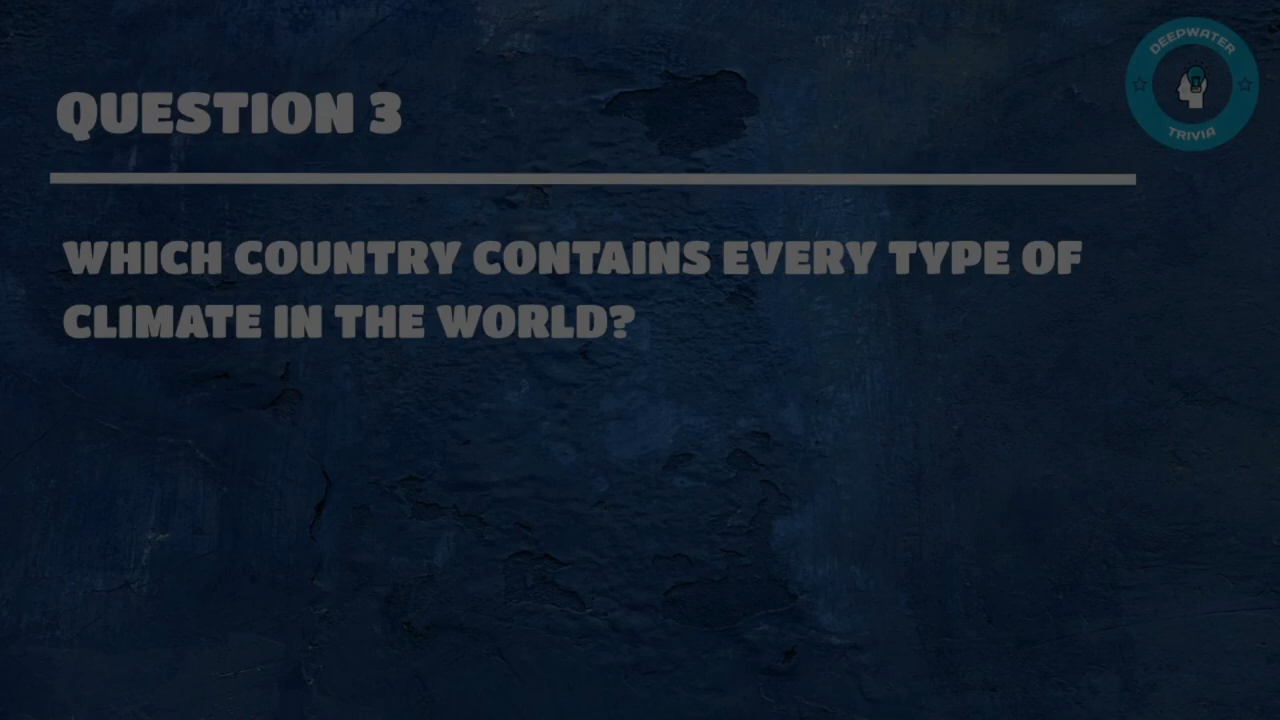 DEEPWATER
TRIVIA
QUESTION 3
WHICH COUNTRY CONTAINS EVERY TYPE OF
CLIMATE IN THE WORLD?